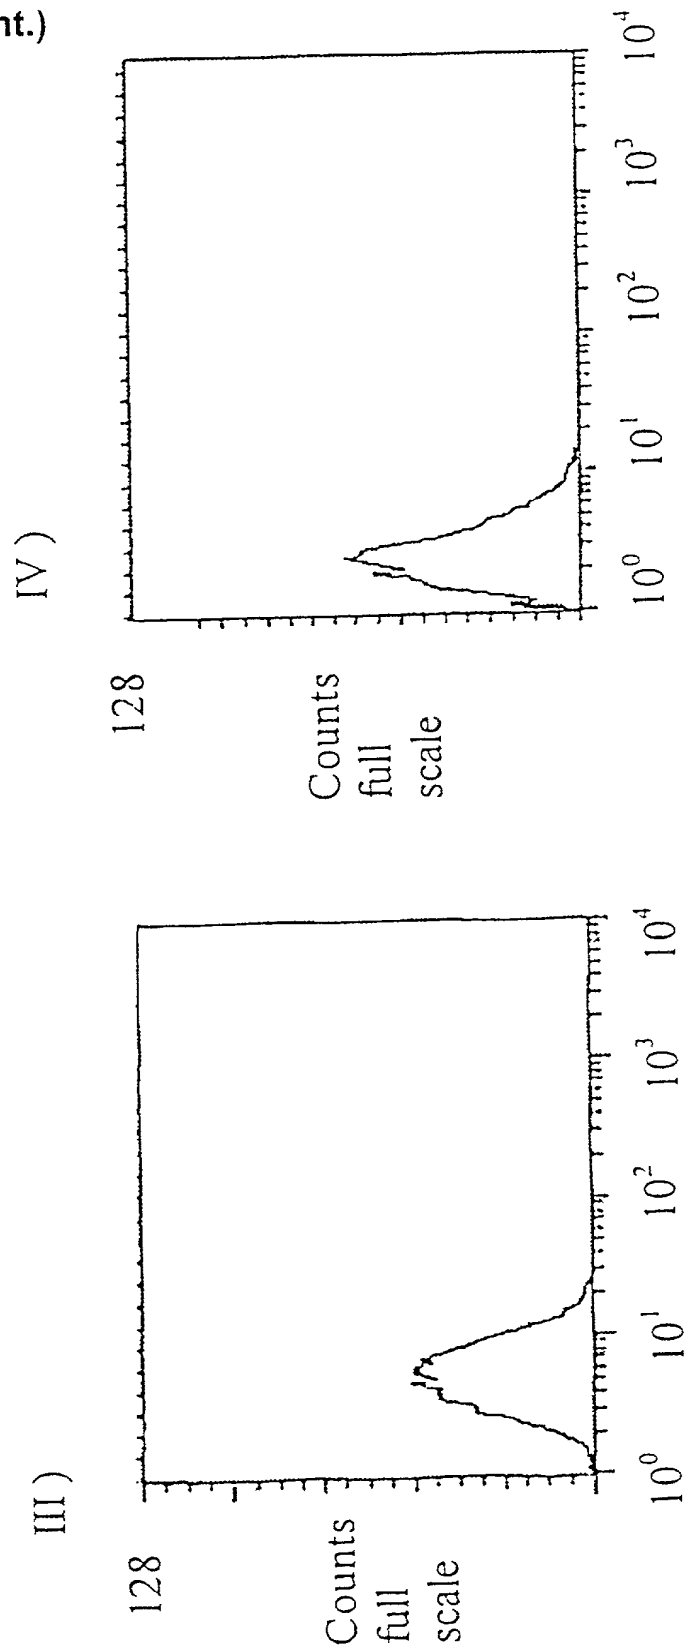 nt.)
III )
128
Counts
full
scale
10⁰
10¹
10²
10³
10⁴
IV )
128
Counts
full
scale
10⁰
10¹
10²
10³
10⁴